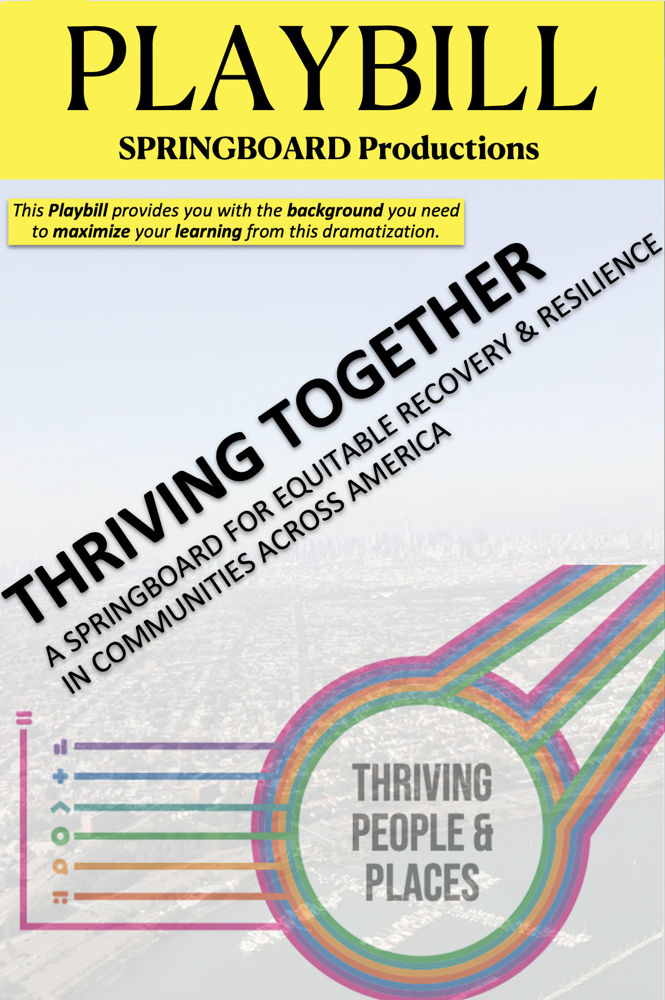 PLAYBILL
SPRINGBOARD Productions
This Playbill provides you with the background you need
to maximize your learning from this dramatization.
THRIVING TOGETHER
A SPRINGBOARD FOR EQUITABLE RECOVERY & RESILIENCE
IN COMMUNITIES ACROSS AMERICA
THRIVING
PEOPLE &
PLACES